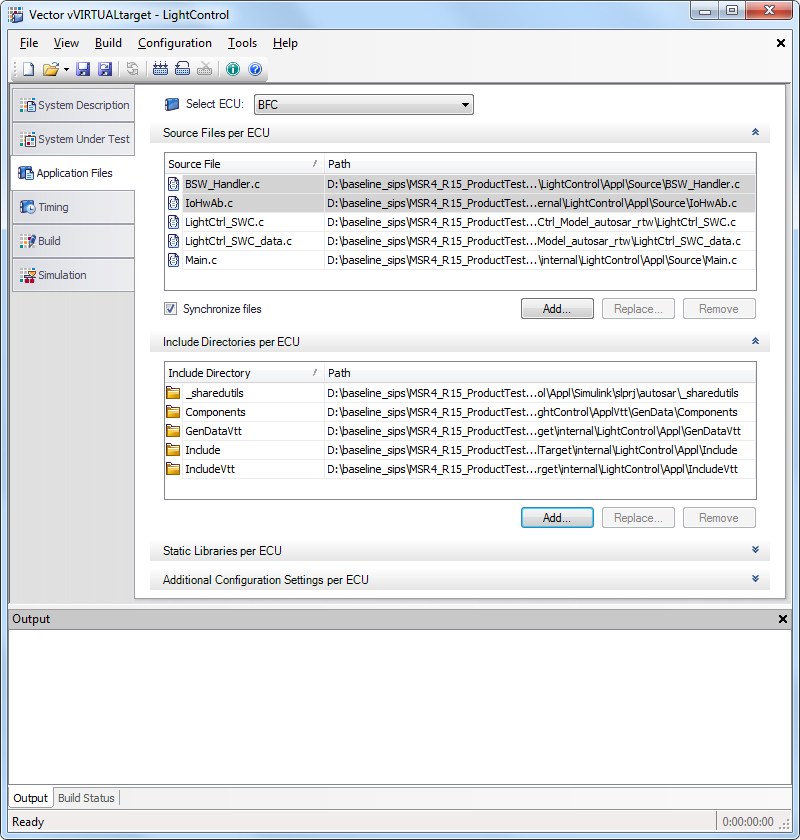 Vector vVIRTUALtarget - LightControl
File View Build Configuration Tools Help
System Description
System Under Test
Application Files
Timing
Build
Simulation
Select ECU: BFC
Source Files per ECU
Source File / Path
BSW_Handler.c D:\baseline_sips\MSR4_R15_ProductTest...\LightControl\Appl\Source\BSW_Handler.c
IoHwAb.c D:\baseline_sips\MSR4_R15_ProductTest...ernal\LightControl\Appl\Source\IoHwAb.c
LightCtrl_SWC.c D:\baseline_sips\MSR4_R15_ProductTest...Ctrl_Model_autosar_rtw\LightCtrl_SWC.c
LightCtrl_SWC_data.c D:\baseline_sips\MSR4_R15_ProductTest...Model_autosar_rtw\LightCtrl_SWC_data.c
Main.c D:\baseline_sips\MSR4_R15_ProductTest...\internal\LightControl\Appl\Source\Main.c
Synchronize files Add... Replace... Remove
Include Directories per ECU
Include Directory / Path
_sharedutils D:\baseline_sips\MSR4_R15_ProductTest...ol\Appl\Simulink\slprj\autosar\_sharedutils
Components D:\baseline_sips\MSR4_R15_ProductTest...ghtControl\ApplVtt\GenData\Components
GenDataVtt D:\baseline_sips\MSR4_R15_ProductTest...get\internal\LightControl\Appl\GenDataVtt
Include D:\baseline_sips\MSR4_R15_ProductTest...lTarget\internal\LightControl\Appl\Include
IncludeVtt D:\baseline_sips\MSR4_R15_ProductTest...rget\internal\LightControl\Appl\IncludeVtt
Add... Replace... Remove
Static Libraries per ECU
Additional Configuration Settings per ECU
Output
Output Build Status
Ready 0:00:00:00